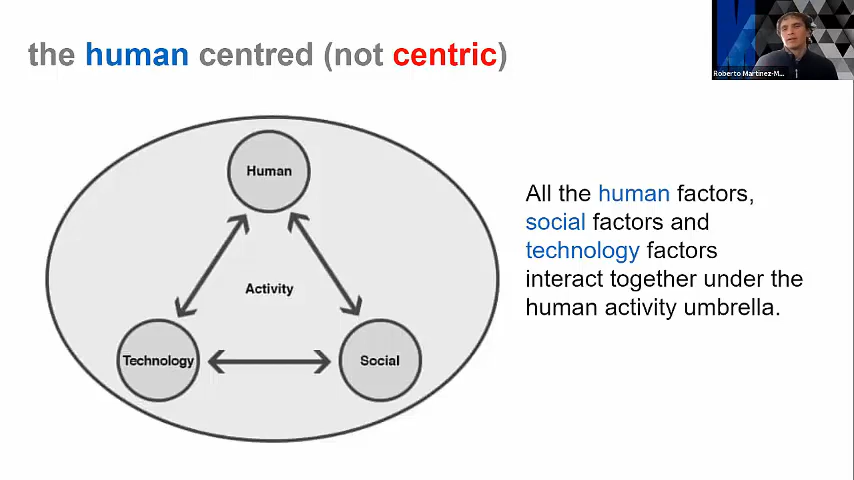 the human centred (not centric)
Roberto Martinez-M...
Human
All the human factors,
social factors and
technology factors
interact together under the
human activity umbrella.
Activity
Technology
Social